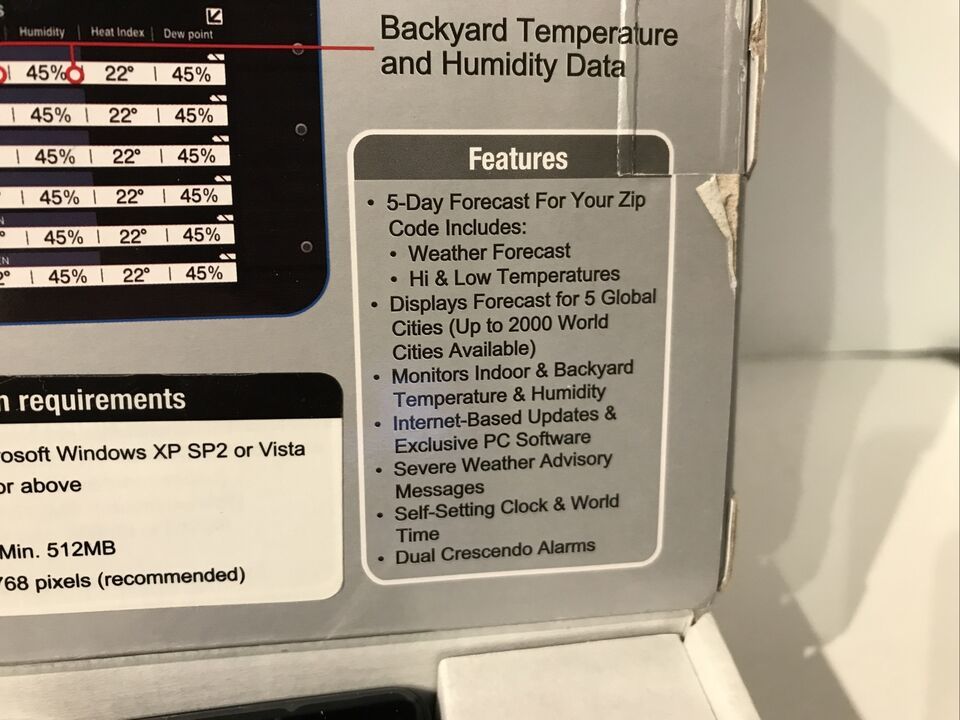 Humidity | Heat Index | Dew point
45% 22° | 45%
| 45% | 22° | 45%
| 45% | 22° | 45%
| 45% | 22° | 45%
° | 45% | 22° | 45%
2° | 45% | 22° | 45%
Backyard Temperature
and Humidity Data
Features
• 5-Day Forecast For Your Zip
Code Includes:
• Weather Forecast
• Hi & Low Temperatures
• Displays Forecast for 5 Global
Cities (Up to 2000 World
Cities Available)
• Monitors Indoor & Backyard
Temperature & Humidity
• Internet-Based Updates &
Exclusive PC Software
• Severe Weather Advisory
Messages
• Self-Setting Clock & World
Time
• Dual Crescendo Alarms
requirements
osoft Windows XP SP2 or Vista
or above
Min. 512MB
768 pixels (recommended)